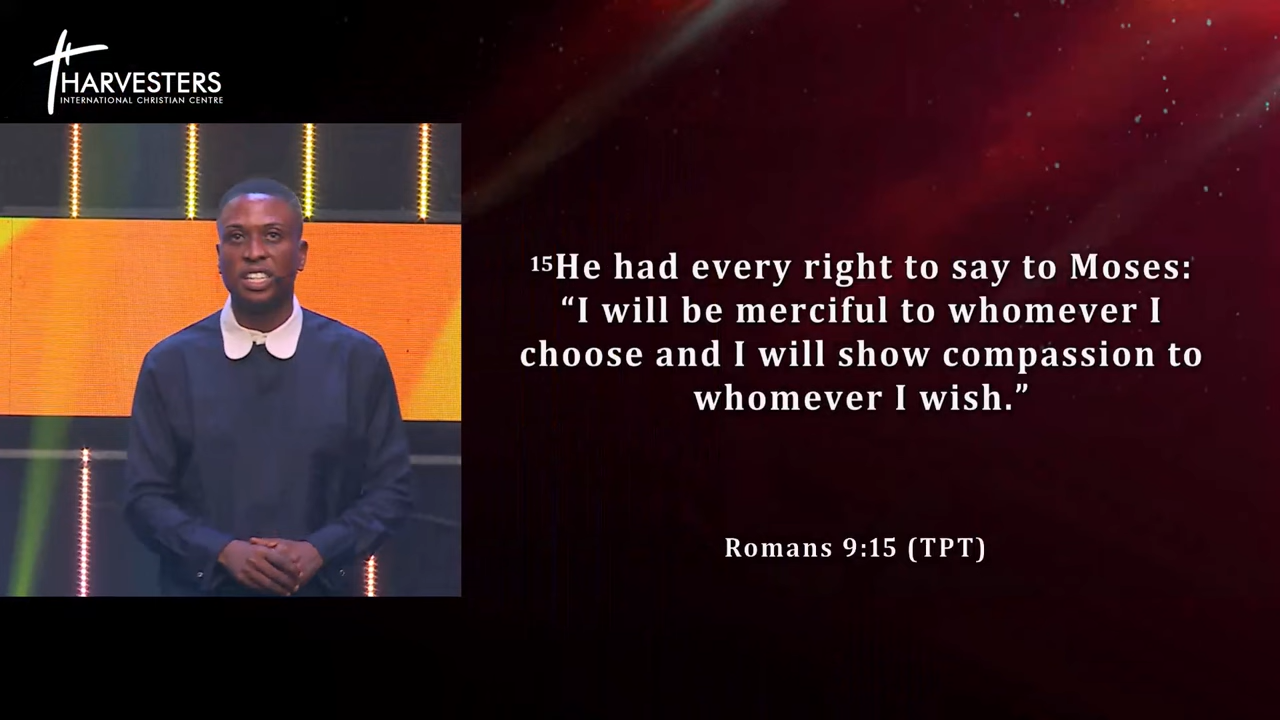 HARVESTERS
INTERNATIONAL CHRISTIAN CENTRE
¹⁵He had every right to say to Moses:
“I will be merciful to whomever I
choose and I will show compassion to
whomever I wish.”
Romans 9:15 (TPT)